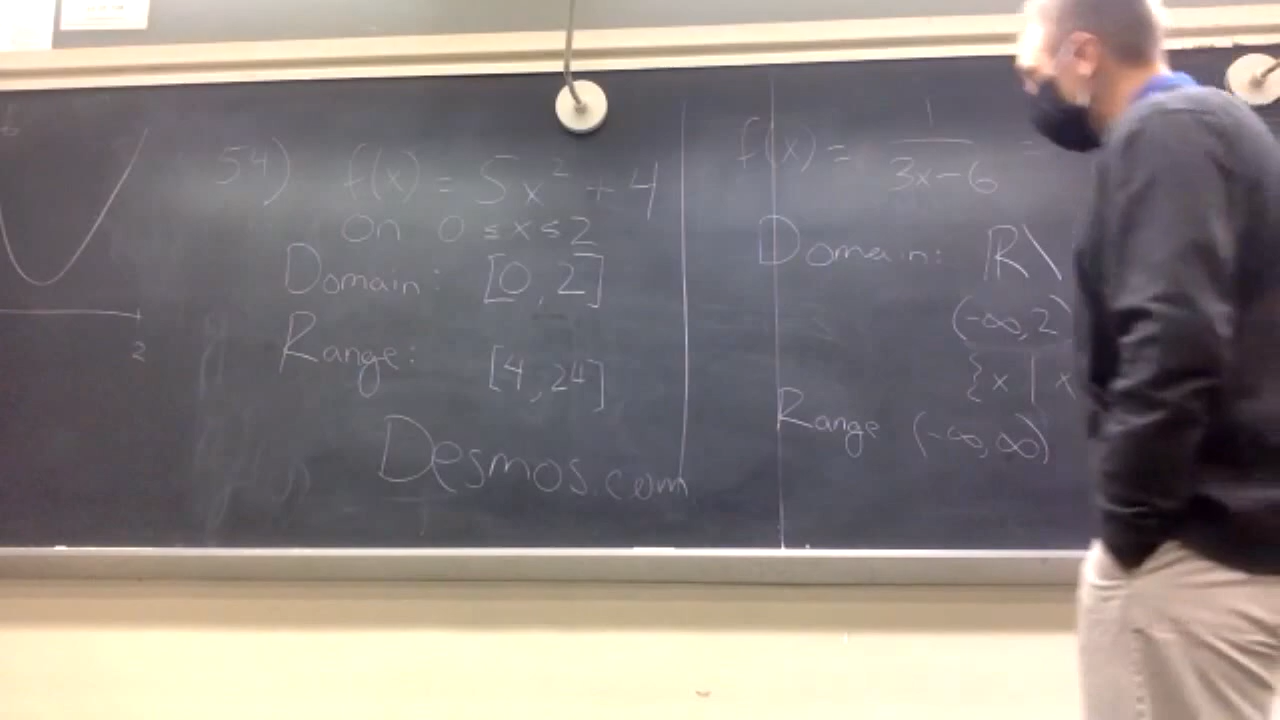 6
2
54) f(x) = 5x² + 4
on 0 ≤ x ≤ 2
Domain: [0, 2]
Range: [4, 24]
Desmos.com
f(x) = 1/(3x-6) =
Domain: R\
(-∞, 2)
{x | x
Range (-∞, ∞)